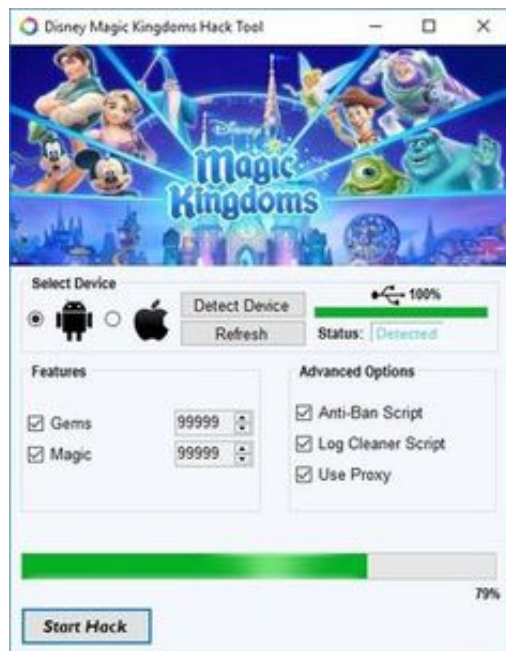 Disney Magic Kingdoms Hack Tool
Disney
Magic
Kingdoms
Select Device
Detect Device
Refresh
100%
Status: Detected
Features
Gems 99999
Magic 99999
Advanced Options
Anti-Ban Script
Log Cleaner Script
Use Proxy
79%
Start Hack